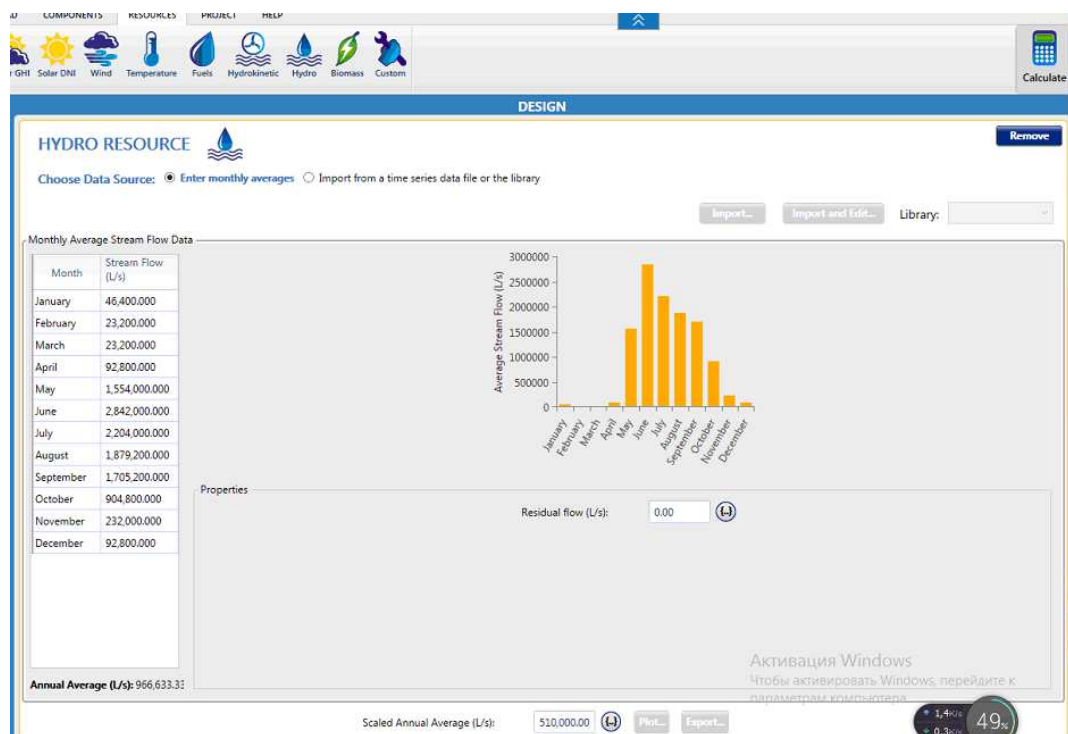 COMPONENTS RESOURCES PROJECT HELP
GHI Solar DNI Wind Temperature Fuels Hydrokinetic Hydro Biomass Custom
Calculate
DESIGN
HYDRO RESOURCE
Remove
Choose Data Source: Enter monthly averages Import from a time series data file or the library
Import... Import and Edit... Library:
Monthly Average Stream Flow Data
Month Stream Flow (L/s)
January 46,400.000
February 23,200.000
March 23,200.000
April 92,800.000
May 1,554,000.000
June 2,842,000.000
July 2,204,000.000
August 1,879,200.000
September 1,705,200.000
October 904,800.000
November 232,000.000
December 92,800.000
Annual Average (L/s): 966,633.33
Average Stream Flow (L/s)
3000000
2500000
2000000
1500000
1000000
500000
0
January February March April May June July August September October November December
Properties
Residual flow (L/s): 0.00 {..}
Активация Windows
Чтобы активировать Windows, перейдите к
параметрам компьютера
Scaled Annual Average (L/s): 510,000.00 {..} Plot... Export...
1,4K/s
0,3K/s
49%